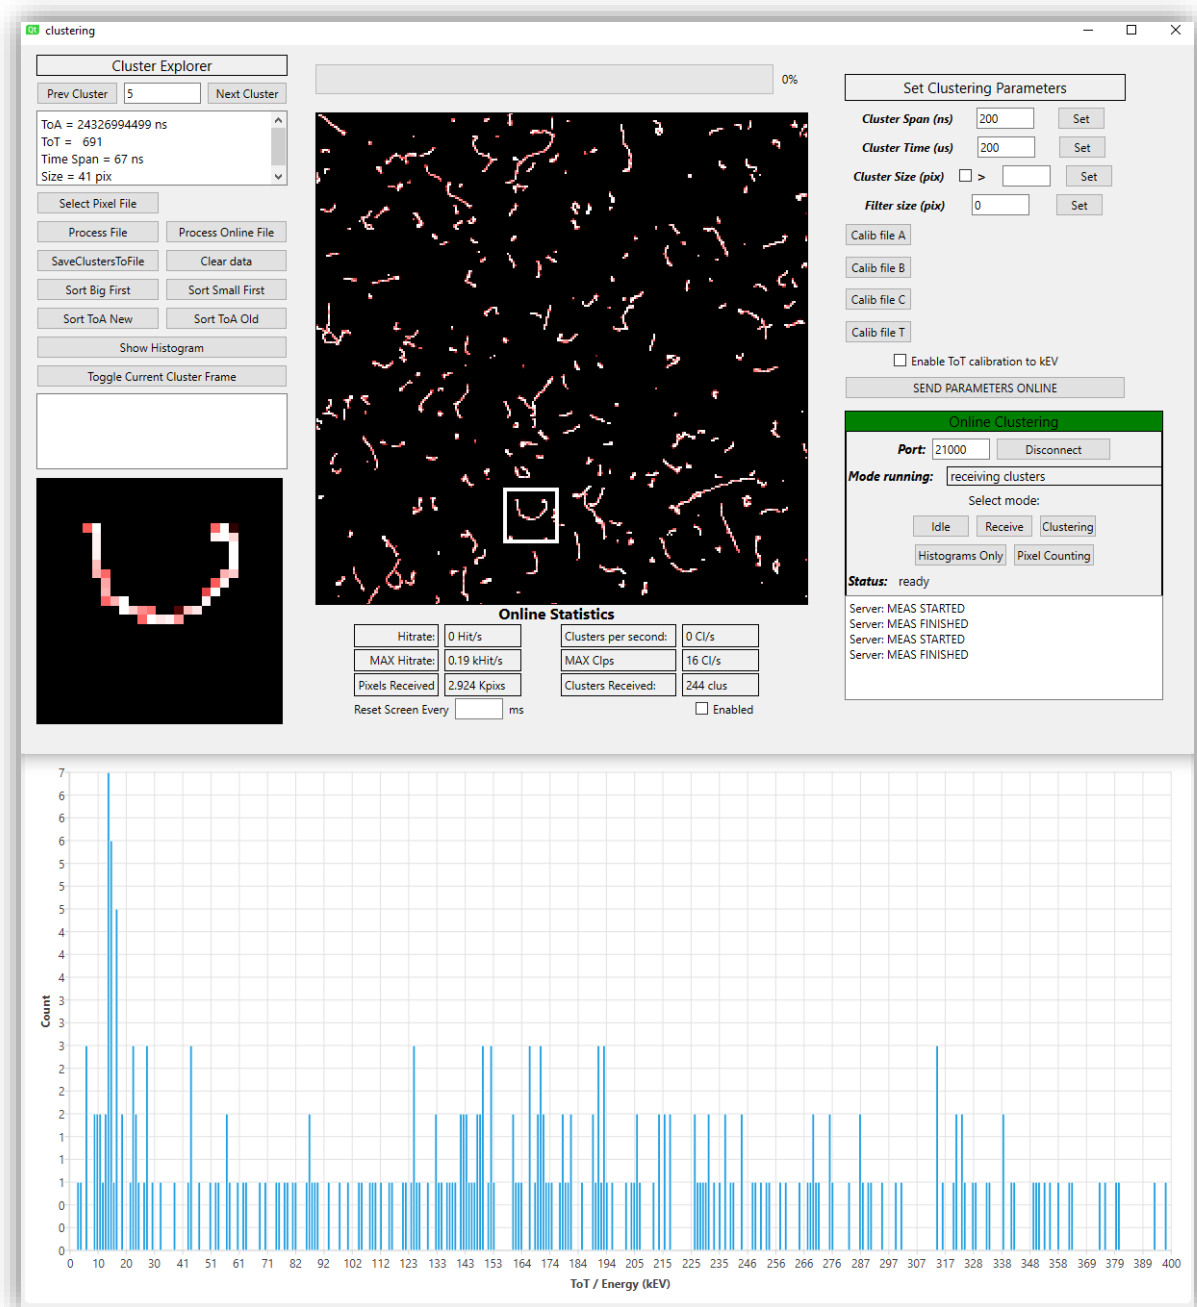 clustering
Cluster Explorer
Prev Cluster 5 Next Cluster
ToA = 24326994499 ns
ToT =   691
Time Span = 67 ns
Size = 41 pix
Select Pixel File
Process File Process Online File
SaveClustersToFile Clear data
Sort Big First Sort Small First
Sort ToA New Sort ToA Old
Show Histogram
Toggle Current Cluster Frame
0%
Online Statistics
Hitrate: 0 Hit/s Clusters per second: 0 Cl/s
MAX Hitrate: 0.19 kHit/s MAX Clps 16 Cl/s
Pixels Received 2.924 Kpixs Clusters Received: 244 clus
Reset Screen Every ms Enabled
Set Clustering Parameters
Cluster Span (ns) 200 Set
Cluster Time (us) 200 Set
Cluster Size (pix) > Set
Filter size (pix) 0 Set
Calib file A
Calib file B
Calib file C
Calib file T
Enable ToT calibration to kEV
SEND PARAMETERS ONLINE
Online Clustering
Port: 21000 Disconnect
Mode running: receiving clusters
Select mode:
Idle Receive Clustering
Histograms Only Pixel Counting
Status: ready
Server: MEAS STARTED
Server: MEAS FINISHED
Server: MEAS STARTED
Server: MEAS FINISHED
7
6
6
6
5
5
5
4
4
4
3
3
3
2
2
2
1
1
1
0
0
0
Count
0 10 20 30 41 51 61 71 82 92 102 112 123 133 143 153 164 174 184 194 205 215 225 235 246 256 266 276 287 297 307 317 328 338 348 358 369 379 389 400
ToT / Energy (kEV)